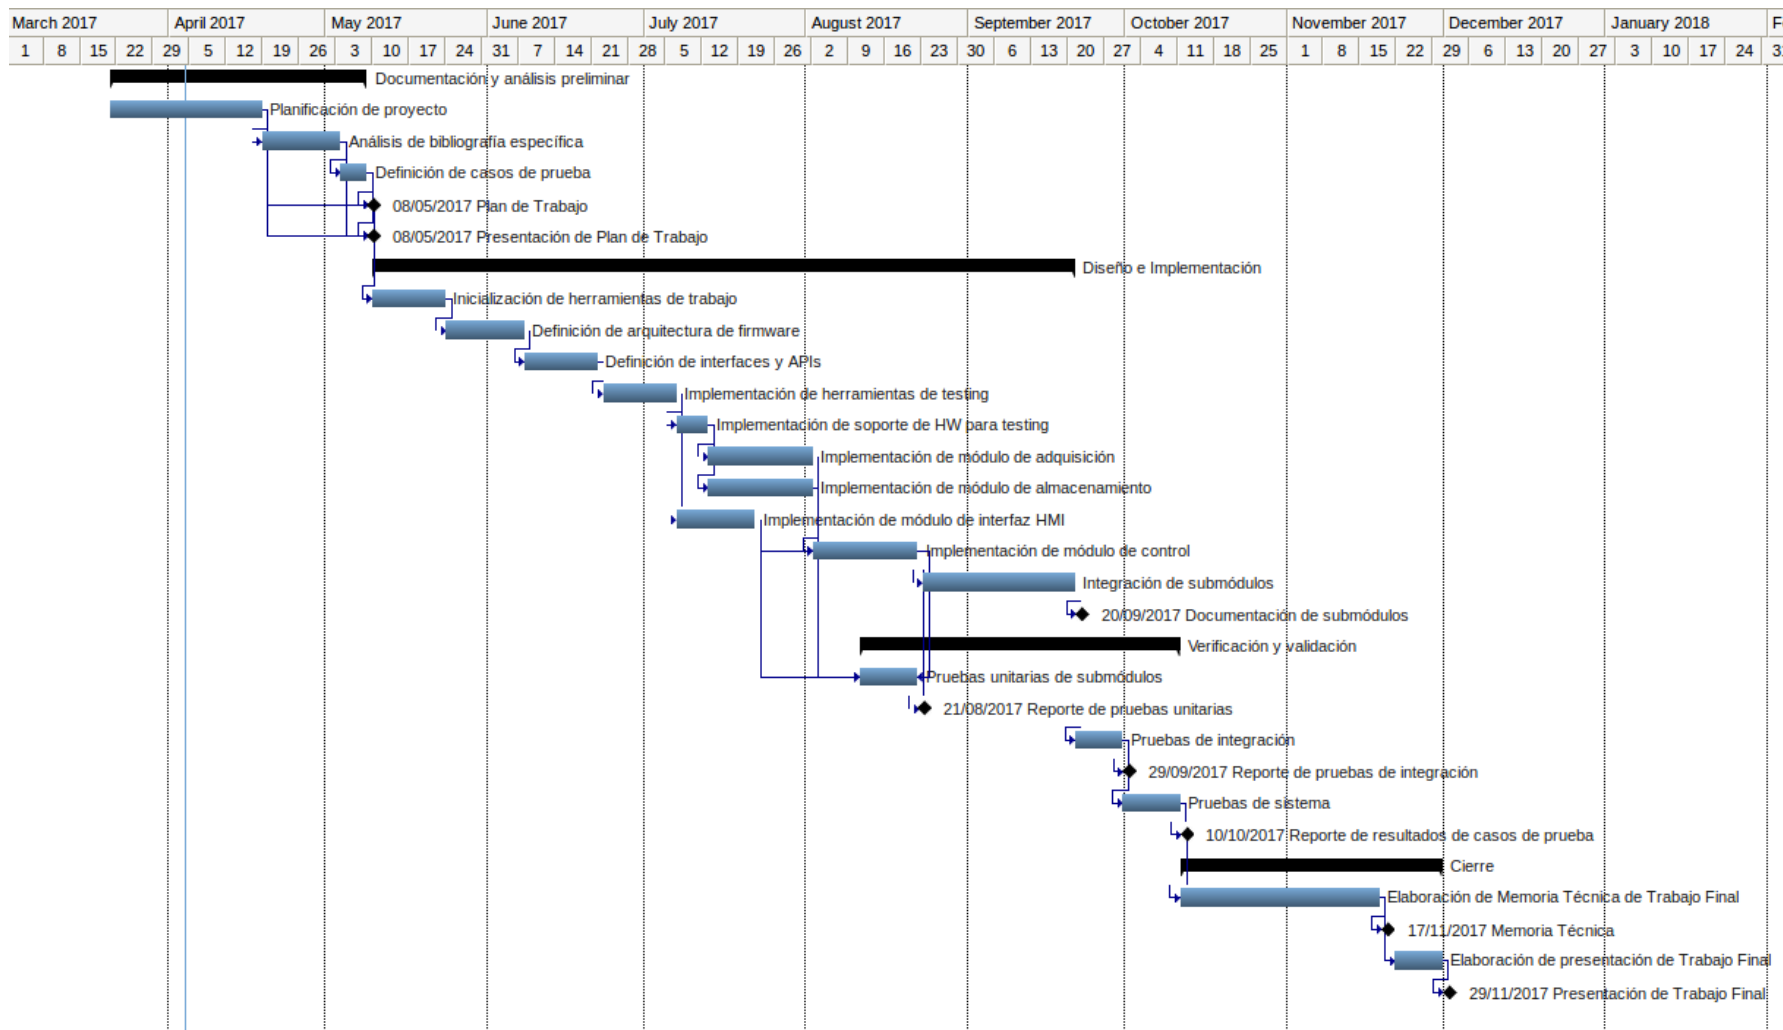 March 2017 April 2017 May 2017 June 2017 July 2017 August 2017 September 2017 October 2017 November 2017 December 2017 January 2018
1 8 15 22 29 5 12 19 26 3 10 17 24 31 7 14 21 28 5 12 19 26 2 9 16 23 30 6 13 20 27 4 11 18 25 1 8 15 22 29 6 13 20 27 3 10 17 24
Documentación y análisis preliminar
Planificación de proyecto
Análisis de bibliografía específica
Definición de casos de prueba
08/05/2017 Plan de Trabajo
08/05/2017 Presentación de Plan de Trabajo
Diseño e Implementación
Inicialización de herramientas de trabajo
Definición de arquitectura de firmware
Definición de interfaces y APIs
Implementación de herramientas de testing
Implementación de soporte de HW para testing
Implementación de módulo de adquisición
Implementación de módulo de almacenamiento
Implementación de módulo de interfaz HMI
Implementación de módulo de control
Integración de submódulos
20/09/2017 Documentación de submódulos
Verificación y validación
Pruebas unitarias de submódulos
21/08/2017 Reporte de pruebas unitarias
Pruebas de integración
29/09/2017 Reporte de pruebas de integración
Pruebas de sistema
10/10/2017 Reporte de resultados de casos de prueba
Cierre
Elaboración de Memoria Técnica de Trabajo Final
17/11/2017 Memoria Técnica
Elaboración de presentación de Trabajo Final
29/11/2017 Presentación de Trabajo Final